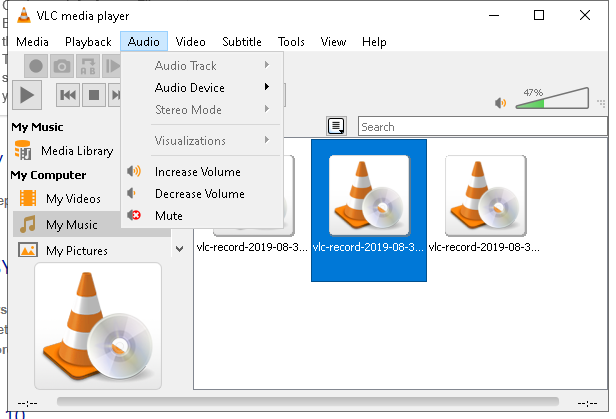 VLC media player
Media Playback Audio Video Subtitle Tools View Help
Audio Track
Audio Device
Stereo Mode
Visualizations
Increase Volume
Decrease Volume
Mute
47%
My Music
Media Library
My Computer
My Videos
My Music
My Pictures
Search
vlc-record-2019-08-3... vlc-record-2019-08-3... vlc-record-2019-08-3...
--:-- --:--
10